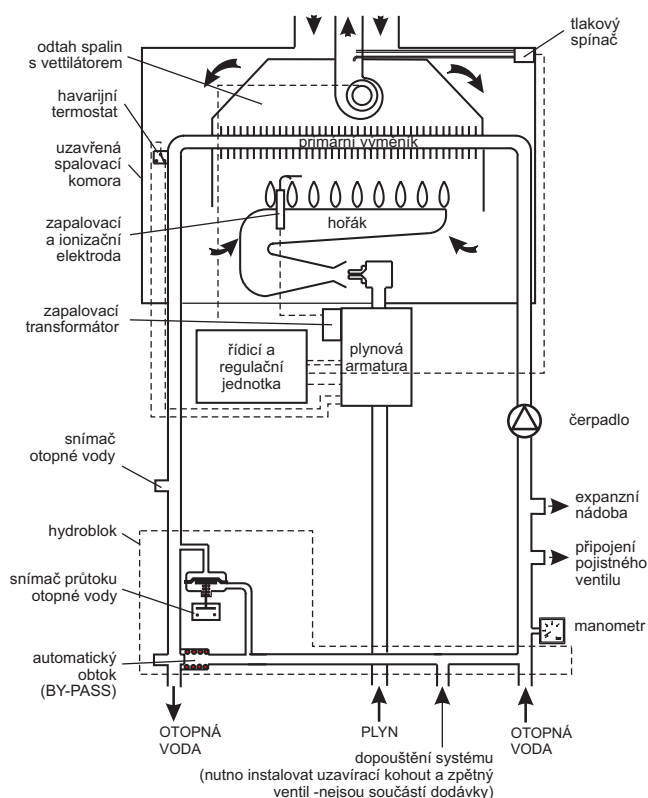 tlakový
spínač
odtah spalin
s vettilátorem
havarijní
termostat
uzavřená
spalovací
komora
primární výměník
zapalovací
a ionizační
elektroda
hořák
zapalovací
transformátor
řídicí a
regulační
jednotka
plynová
armatura
čerpadlo
snímač
otopné vody
expanzní
nádoba
hydroblok
připojení
pojistného
ventilu
snímač průtoku
otopné vody
manometr
automatický
obtok
(BY-PASS)
OTOPNÁ
VODA
PLYN
OTOPNÁ
VODA
dopouštění systému
(nutno instalovat uzavírací kohout a zpětný
ventil -nejsou součástí dodávky)